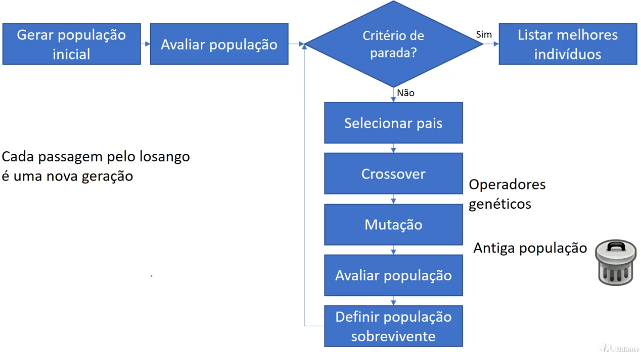 Gerar população
inicial
Avaliar população
Critério de
parada?
Sim
Listar melhores
indivíduos
Não
Selecionar pais
Cada passagem pelo losango
é uma nova geração
Crossover
Operadores
genéticos
Mutação
Antiga população
Avaliar população
Definir população
sobrevivente
Udemy